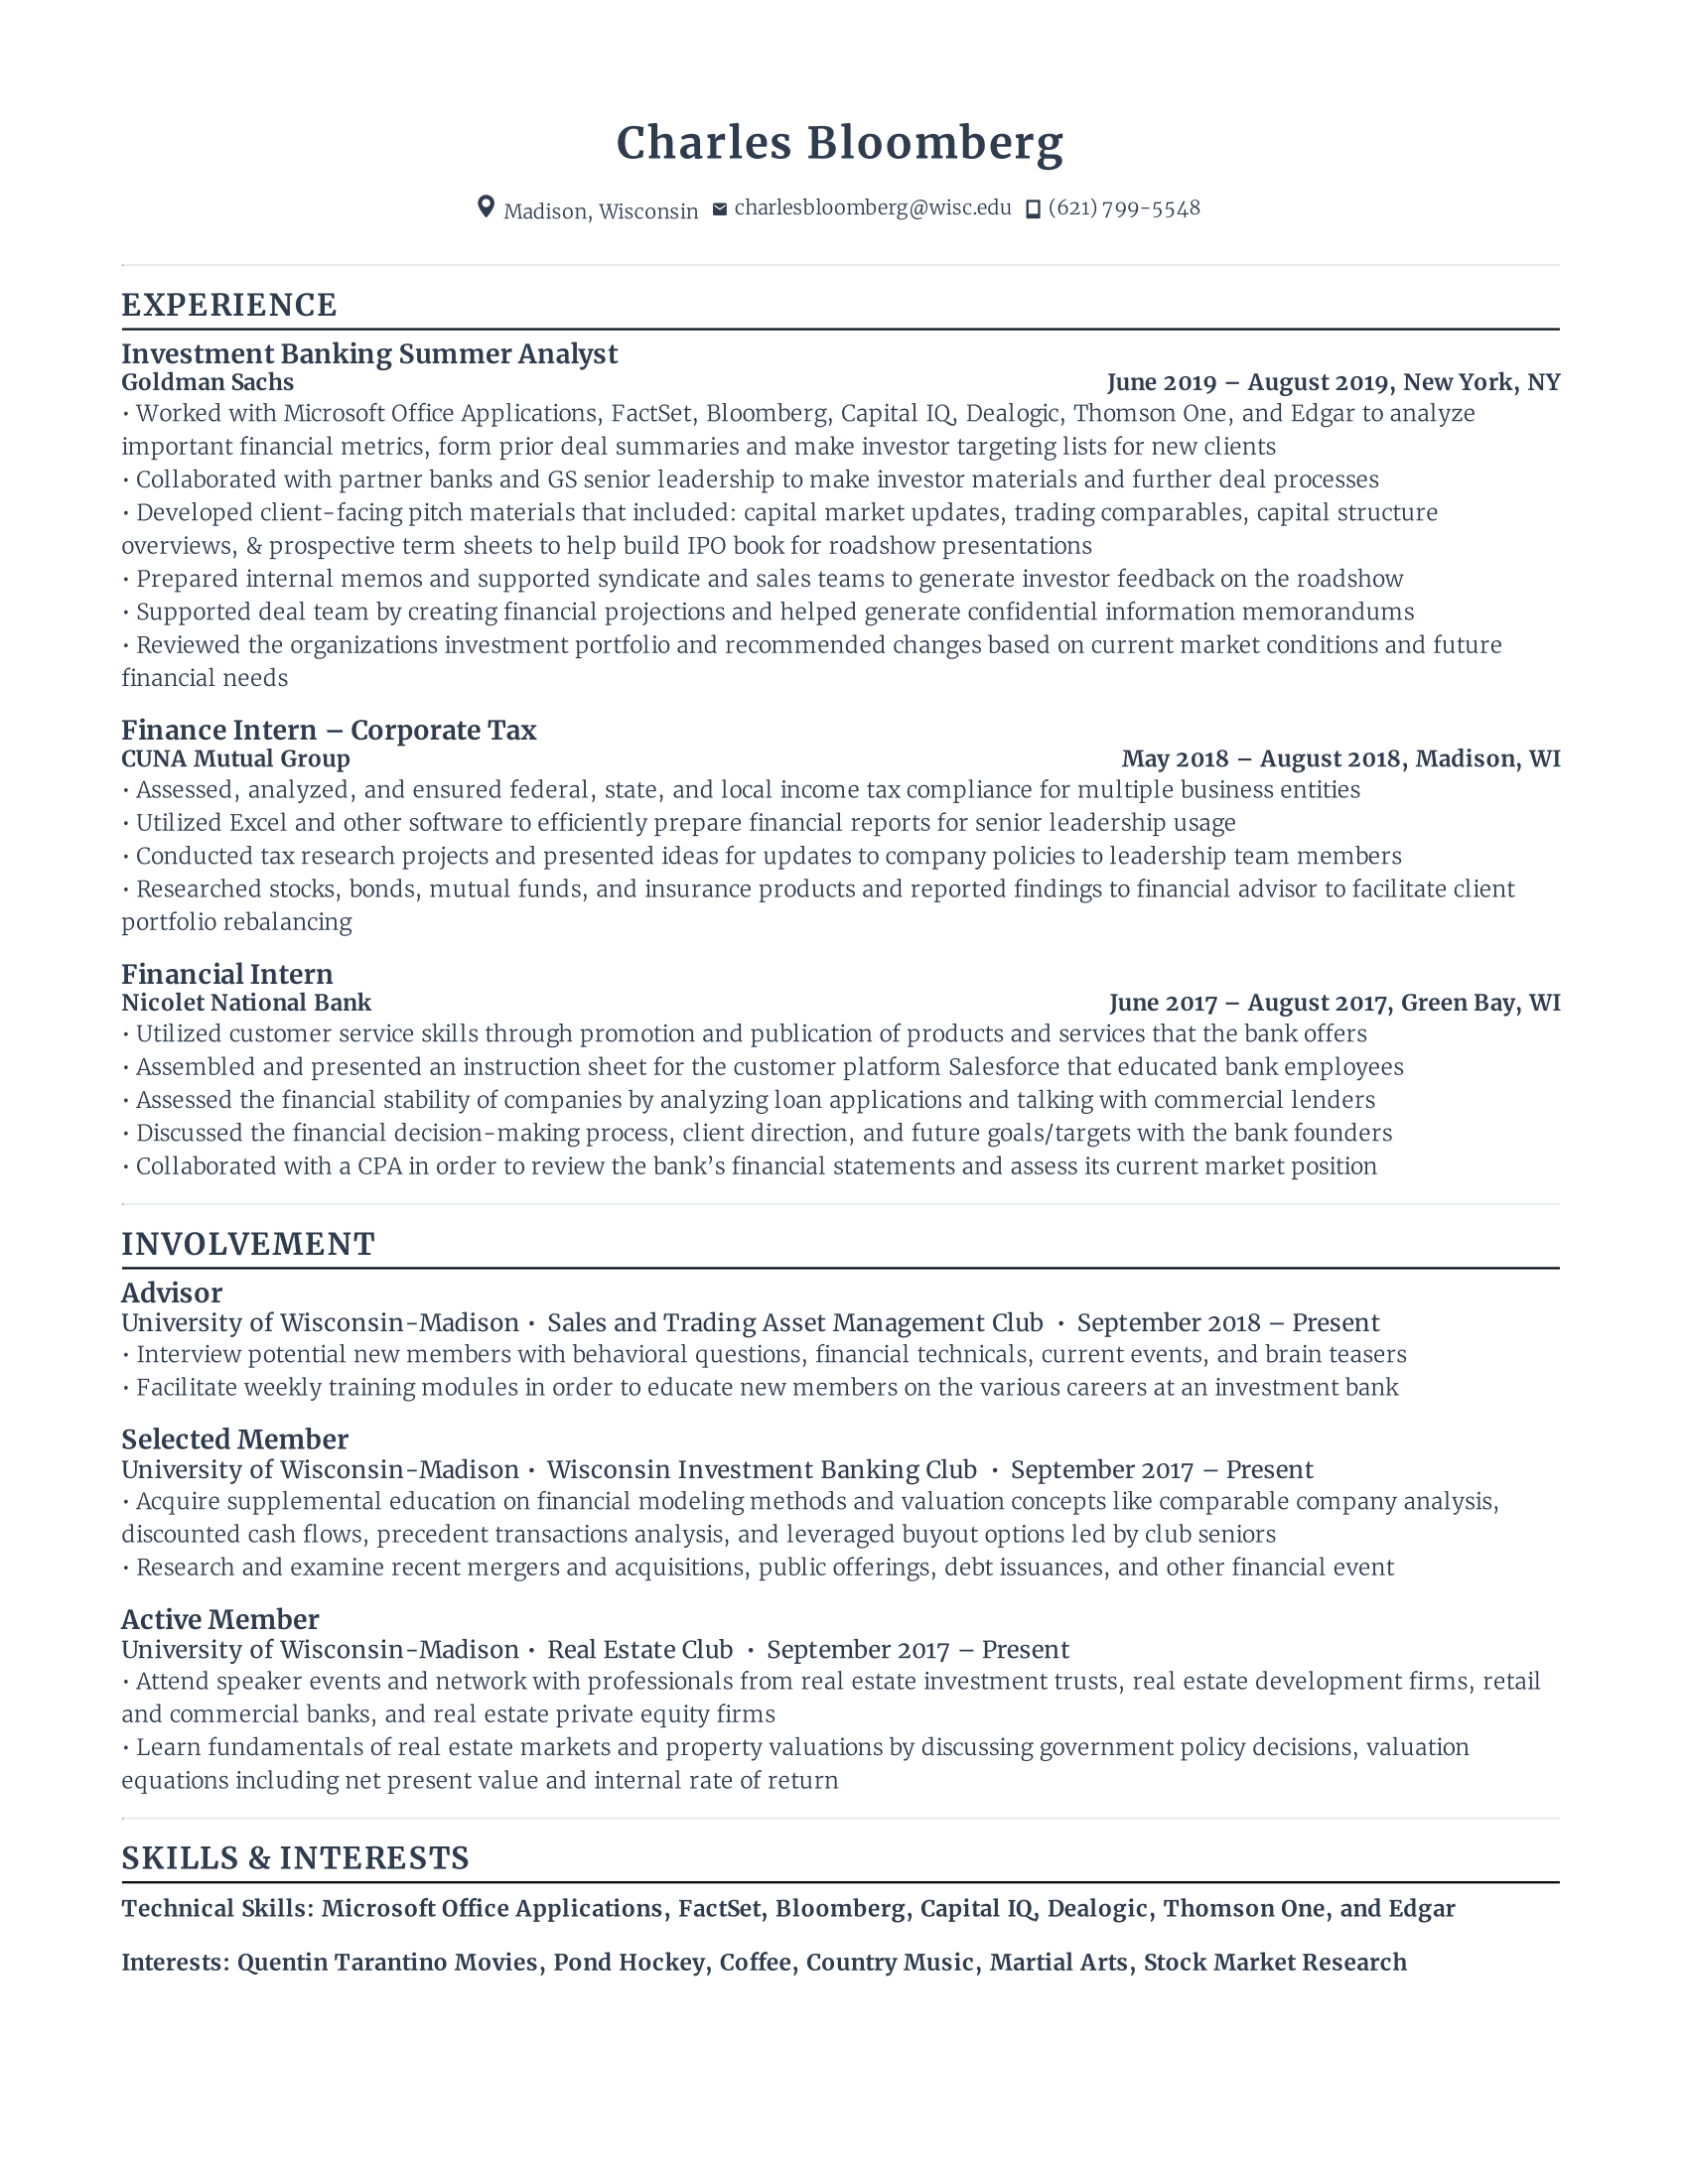 Charles Bloomberg
Madison, Wisconsin charlesbloomberg@wisc.edu (621) 799-5548
EXPERIENCE
Investment Banking Summer Analyst
Goldman Sachs June 2019 – August 2019, New York, NY
• Worked with Microsoft Office Applications, FactSet, Bloomberg, Capital IQ, Dealogic, Thomson One, and Edgar to analyze
important financial metrics, form prior deal summaries and make investor targeting lists for new clients
• Collaborated with partner banks and GS senior leadership to make investor materials and further deal processes
• Developed client-facing pitch materials that included: capital market updates, trading comparables, capital structure
overviews, & prospective term sheets to help build IPO book for roadshow presentations
• Prepared internal memos and supported syndicate and sales teams to generate investor feedback on the roadshow
• Supported deal team by creating financial projections and helped generate confidential information memorandums
• Reviewed the organizations investment portfolio and recommended changes based on current market conditions and future
financial needs
Finance Intern – Corporate Tax
CUNA Mutual Group May 2018 – August 2018, Madison, WI
• Assessed, analyzed, and ensured federal, state, and local income tax compliance for multiple business entities
• Utilized Excel and other software to efficiently prepare financial reports for senior leadership usage
• Conducted tax research projects and presented ideas for updates to company policies to leadership team members
• Researched stocks, bonds, mutual funds, and insurance products and reported findings to financial advisor to facilitate client
portfolio rebalancing
Financial Intern
Nicolet National Bank June 2017 – August 2017, Green Bay, WI
• Utilized customer service skills through promotion and publication of products and services that the bank offers
• Assembled and presented an instruction sheet for the customer platform Salesforce that educated bank employees
• Assessed the financial stability of companies by analyzing loan applications and talking with commercial lenders
• Discussed the financial decision-making process, client direction, and future goals/targets with the bank founders
• Collaborated with a CPA in order to review the bank’s financial statements and assess its current market position
INVOLVEMENT
Advisor
University of Wisconsin-Madison • Sales and Trading Asset Management Club • September 2018 – Present
• Interview potential new members with behavioral questions, financial technicals, current events, and brain teasers
• Facilitate weekly training modules in order to educate new members on the various careers at an investment bank
Selected Member
University of Wisconsin-Madison • Wisconsin Investment Banking Club • September 2017 – Present
• Acquire supplemental education on financial modeling methods and valuation concepts like comparable company analysis,
discounted cash flows, precedent transactions analysis, and leveraged buyout options led by club seniors
• Research and examine recent mergers and acquisitions, public offerings, debt issuances, and other financial event
Active Member
University of Wisconsin-Madison • Real Estate Club • September 2017 – Present
• Attend speaker events and network with professionals from real estate investment trusts, real estate development firms, retail
and commercial banks, and real estate private equity firms
• Learn fundamentals of real estate markets and property valuations by discussing government policy decisions, valuation
equations including net present value and internal rate of return
SKILLS & INTERESTS
Technical Skills: Microsoft Office Applications, FactSet, Bloomberg, Capital IQ, Dealogic, Thomson One, and Edgar
Interests: Quentin Tarantino Movies, Pond Hockey, Coffee, Country Music, Martial Arts, Stock Market Research